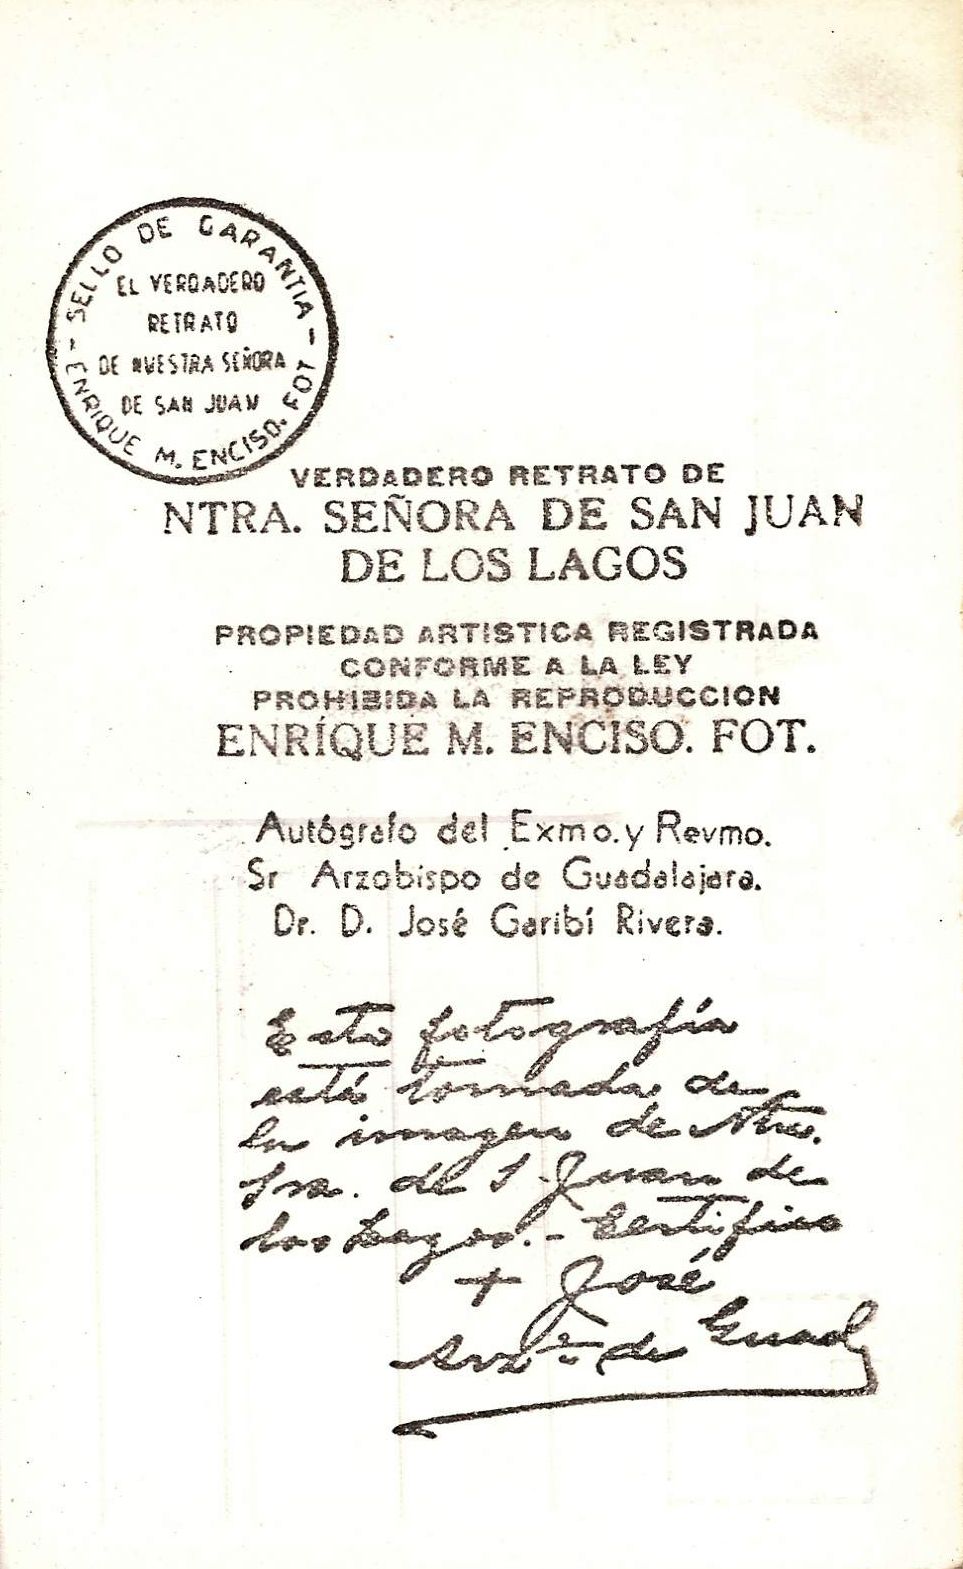 - SELLO DE GARANTIA -
EL VERDADERO
RETRATO
DE NUESTRA SEÑORA
DE SAN JUAN
ENRIQUE M. ENCISO. FOT
VERDADERO RETRATO DE
NTRA. SEÑORA DE SAN JUAN
DE LOS LAGOS
PROPIEDAD ARTISTICA REGISTRADA
CONFORME A LA LEY
PROHIBIDA LA REPRODUCCION
ENRÍQUE M. ENCISO. FOT.
Autógrafo del Exmo. y Revmo.
Sr Arzobispo de Guadalajara.
Dr. D. José Garibí Rivera.
Esta fotografía
está tomada de
la imagen de Ntra.
Sra. de S. Juan de
los Lagos. - Certifico
+ José
Arzº. de Guad